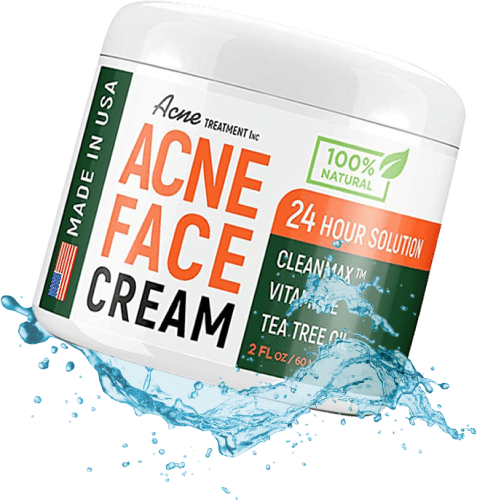 MADE IN USA
Acne TREATMENT INC
ACNE
FACE
CREAM
100%
NATURAL
24 HOUR SOLUTION
CLEANMAX™
TEA TREE
2 FL OZ / 60